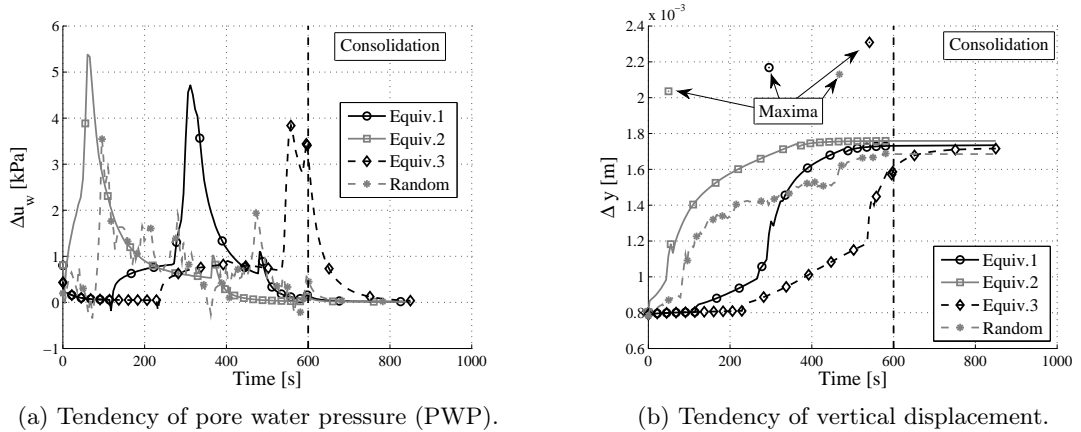 6
5
4
3
2
1
0
−1
Δu_w [kPa]
0
200
400
600
800
1000
Time [s]
Consolidation
Equiv.1
Equiv.2
Equiv.3
Random
(a) Tendency of pore water pressure (PWP).
x 10^−3
2.4
2.2
2
1.8
1.6
1.4
1.2
1
0.8
0.6
Δ y [m]
0
200
400
600
800
1000
Time [s]
Consolidation
Maxima
Equiv.1
Equiv.2
Equiv.3
Random
(b) Tendency of vertical displacement.